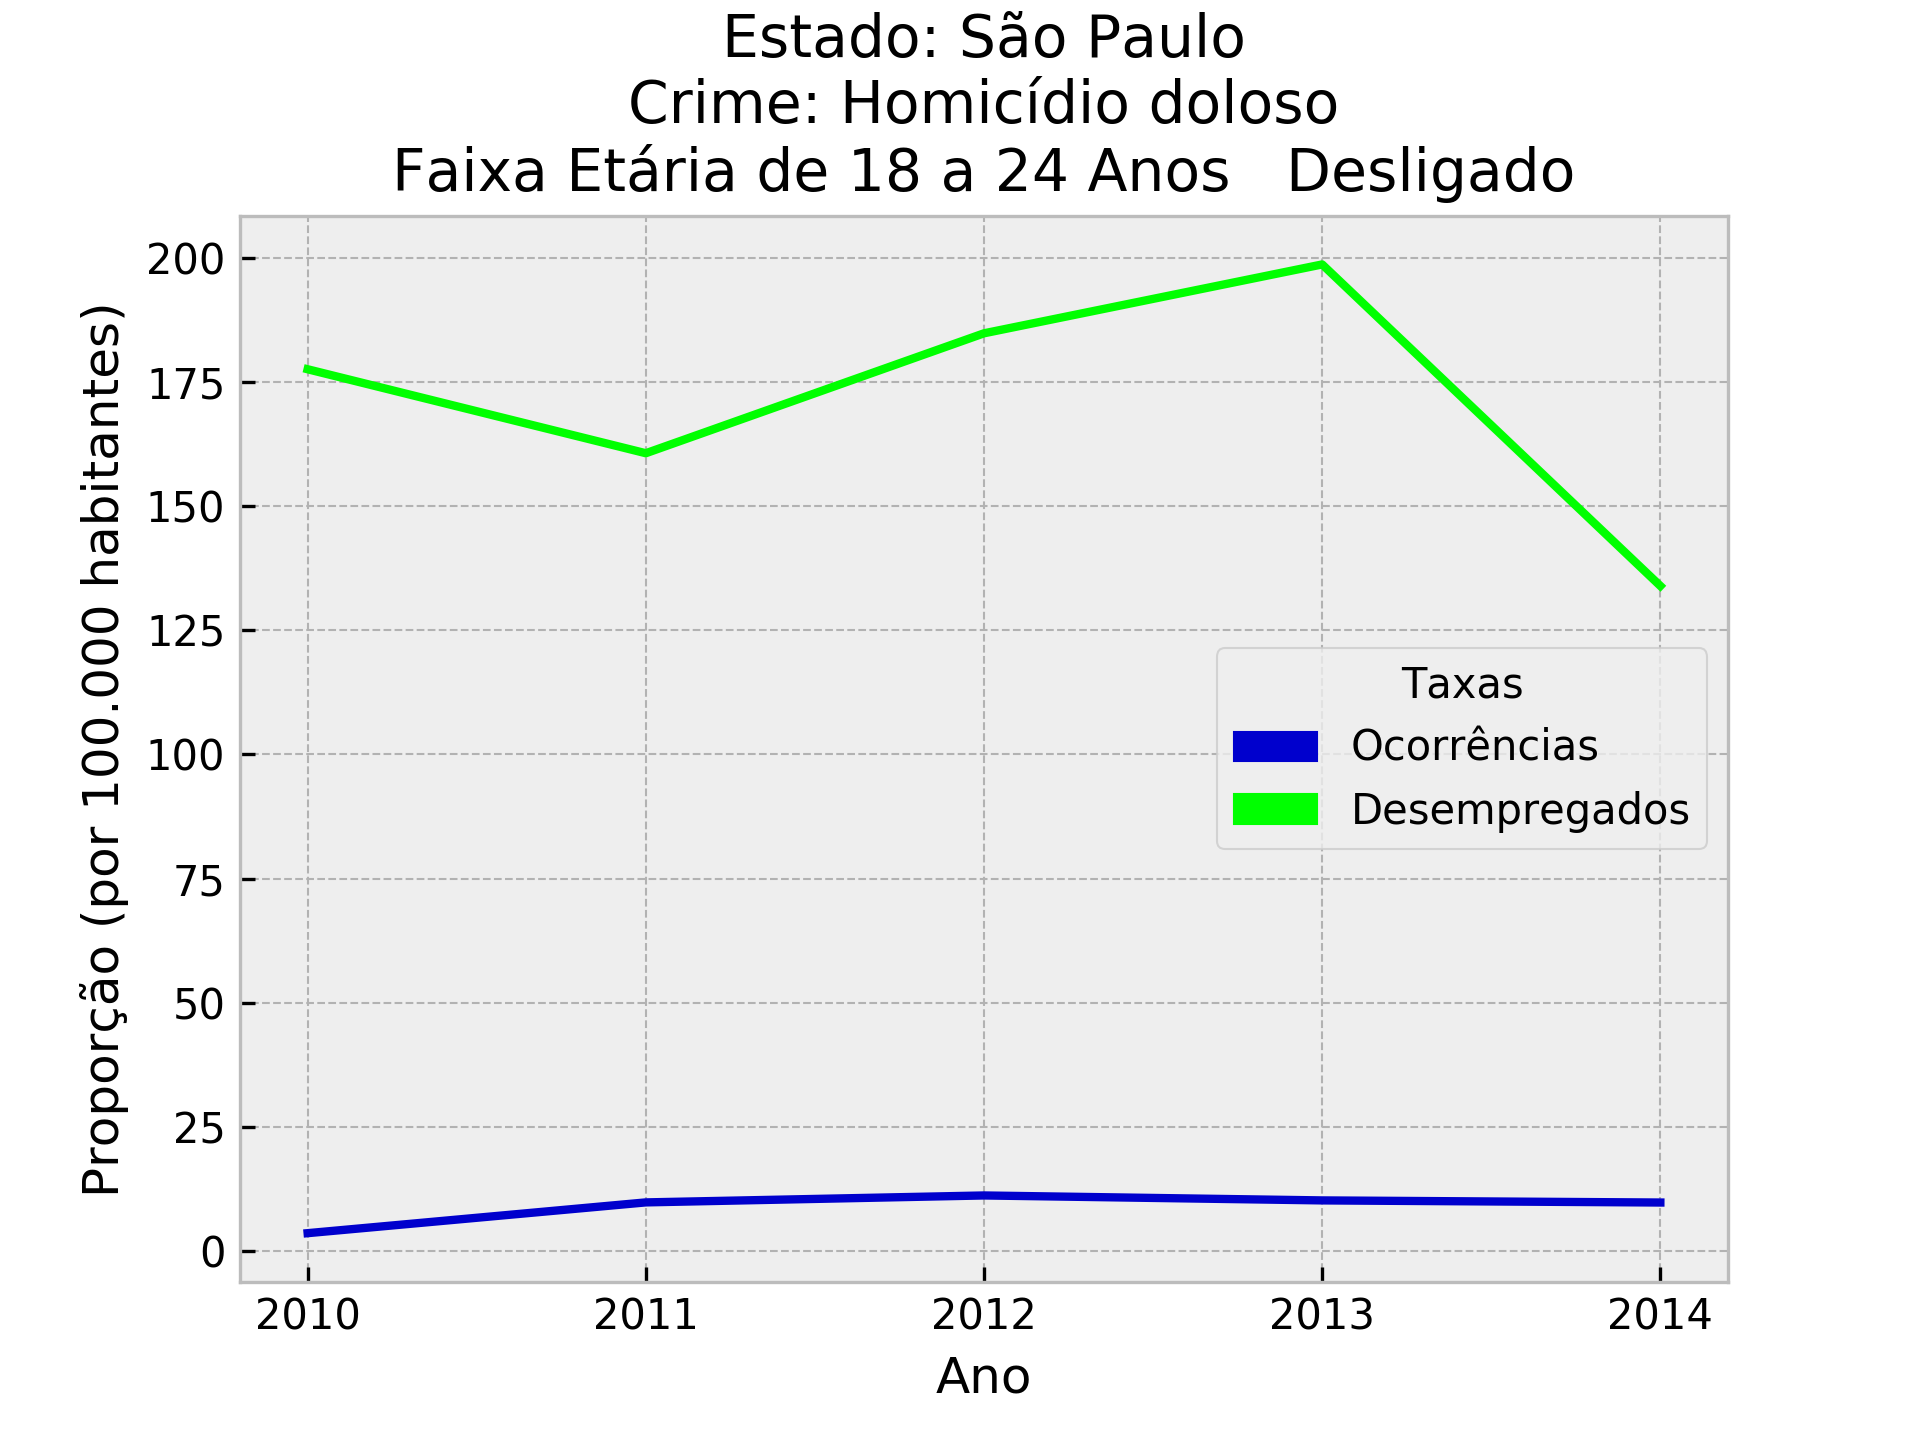 Estado: São Paulo
Crime: Homicídio doloso
Faixa Etária de 18 a 24 Anos   Desligado
Proporção (por 100.000 habitantes)
200
175
150
125
100
75
50
25
0
Taxas
Ocorrências
Desempregados
2010 2011 2012 2013 2014
Ano